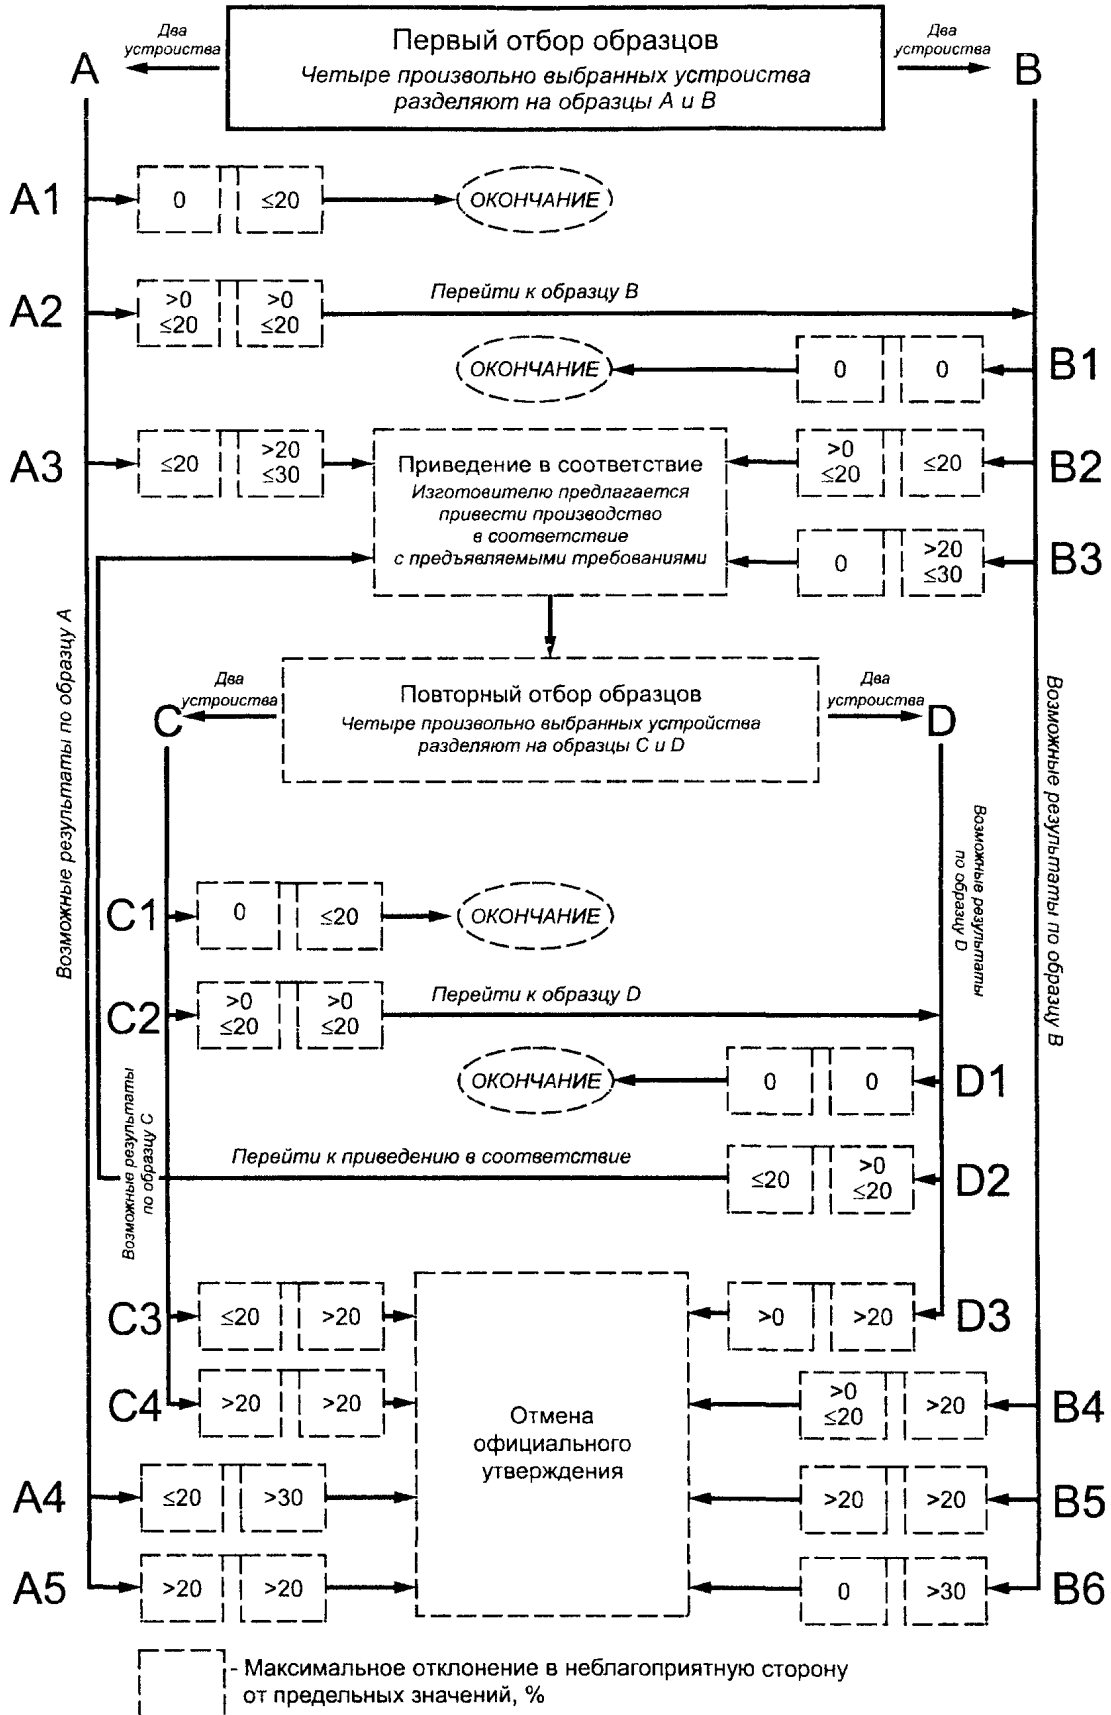 Два
устроиства
A
Первый отбор образцов
Четыре произвольно выбранных устроиства
разделяют на образцы А и В
Два
устроиства
B
A1
0
≤20
ОКОНЧАНИЕ
A2
>0
≤20
>0
≤20
Перейти к образцу В
ОКОНЧАНИЕ
0
0
B1
A3
≤20
>20
≤30
Приведение в соответствие
Изготовителю предлагается
привести производство
в соответствие
с предъявляемыми требованиями
>0
≤20
≤20
B2
0
>20
≤30
B3
Возможные результаты по образцу А
Возможные результаты по образцу В
Два
устроиства
C
Повторный отбор образцов
Четыре произвольно выбранных устройства
разделяют на образцы С и D
Два
устроиства
D
Возможные результаты
по образцу D
C1
0
≤20
ОКОНЧАНИЕ
C2
>0
≤20
>0
≤20
Перейти к образцу D
ОКОНЧАНИЕ
0
0
D1
Возможные результаты
по образцу С
Перейти к приведению в соответствие
≤20
>0
≤20
D2
C3
≤20
>20
Отмена
официального
утверждения
>0
>20
D3
C4
>20
>20
>0
≤20
>20
B4
A4
≤20
>30
>20
>20
B5
A5
>20
>20
0
>30
B6
- Максимальное отклонение в неблагоприятную сторону
от предельных значений, %